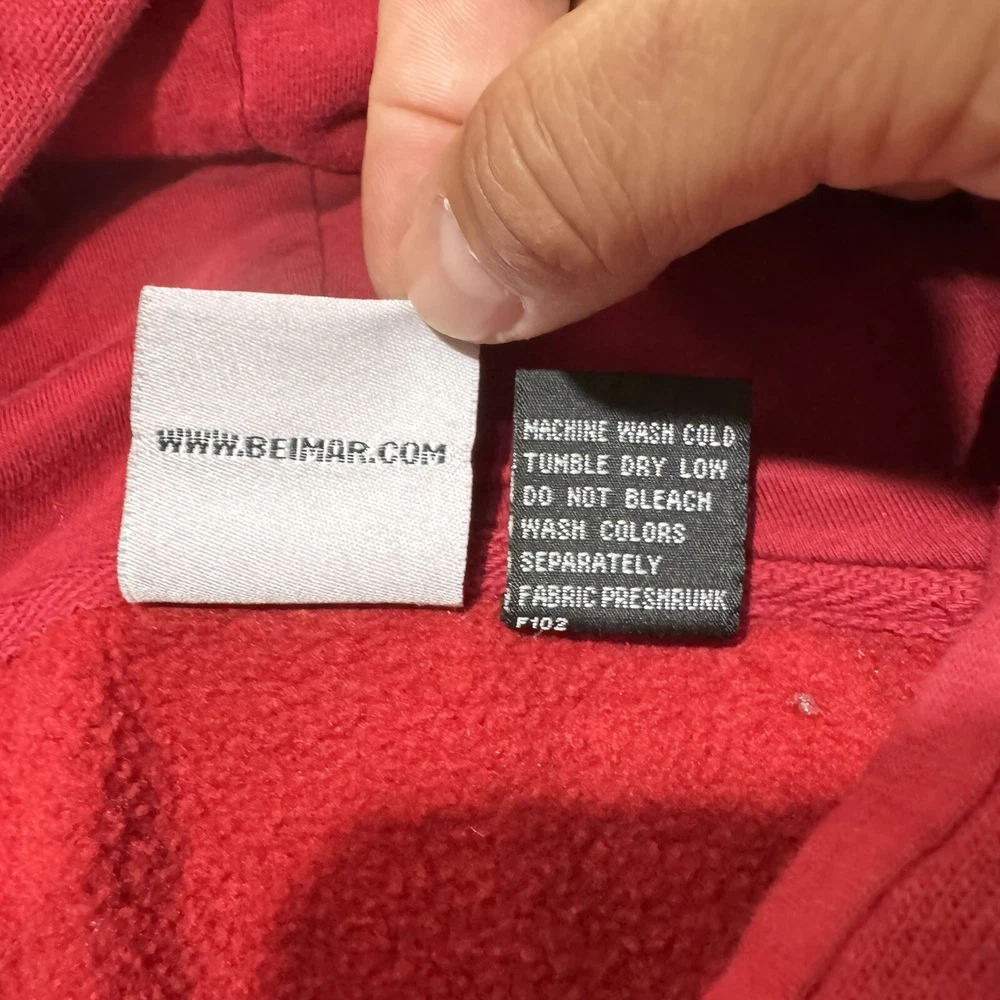 WWW.BEIMAR.COM
MACHINE WASH COLD
TUMBLE DRY LOW
DO NOT BLEACH
WASH COLORS
SEPARATELY
FABRIC PRESHRUNK
F102